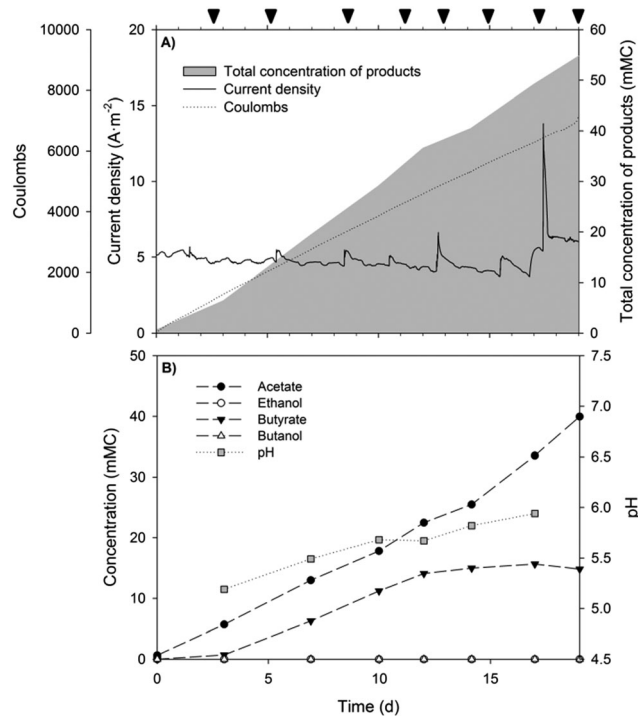 A)
Total concentration of products
Current density
Coulombs
Coulombs
10000
8000
6000
4000
2000
0
Current density (A·m-2)
20
15
10
5
0
Total concentration of products (mMC)
60
50
40
30
20
10
0
B)
Acetate
Ethanol
Butyrate
Butanol
pH
Concentration (mMC)
50
40
30
20
10
0
pH
7.5
7.0
6.5
6.0
5.5
5.0
4.5
0 5 10 15
Time (d)